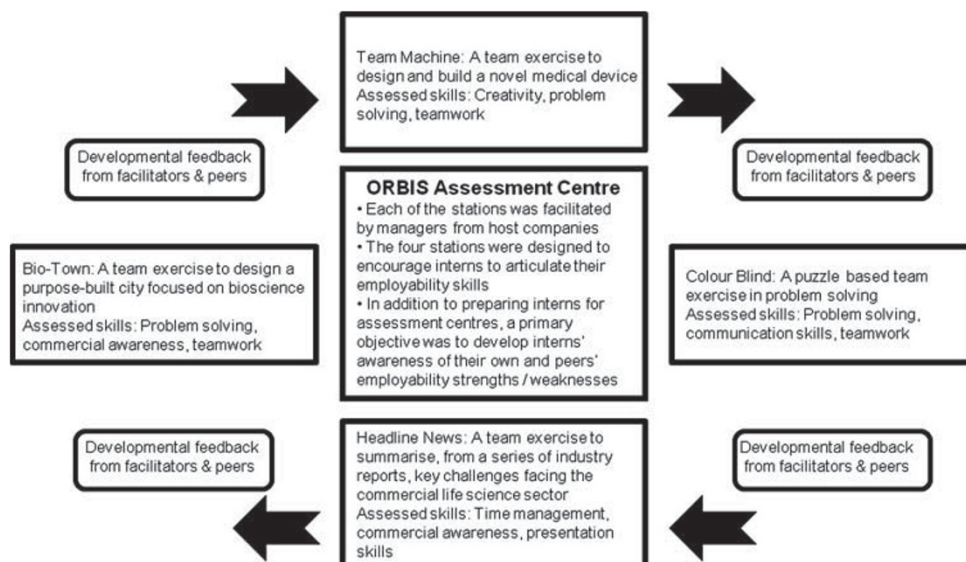 Team Machine: A team exercise to
design and build a novel medical device
Assessed skills: Creativity, problem
solving, teamwork
Developmental feedback
from facilitators & peers
Developmental feedback
from facilitators & peers
ORBIS Assessment Centre
• Each of the stations was facilitated
by managers from host companies
• The four stations were designed to
encourage interns to articulate their
employability skills
• In addition to preparing interns for
assessment centres, a primary
objective was to develop interns'
awareness of their own and peers'
employability strengths / weaknesses
Bio-Town: A team exercise to design a
purpose-built city focused on bioscience
innovation
Assessed skills: Problem solving,
commercial awareness, teamwork
Colour Blind: A puzzle based team
exercise in problem solving
Assessed skills: Problem solving,
communication skills, teamwork
Developmental feedback
from facilitators & peers
Headline News: A team exercise to
summarise, from a series of industry
reports, key challenges facing the
commercial life science sector
Assessed skills: Time management,
commercial awareness, presentation
skills
Developmental feedback
from facilitators & peers